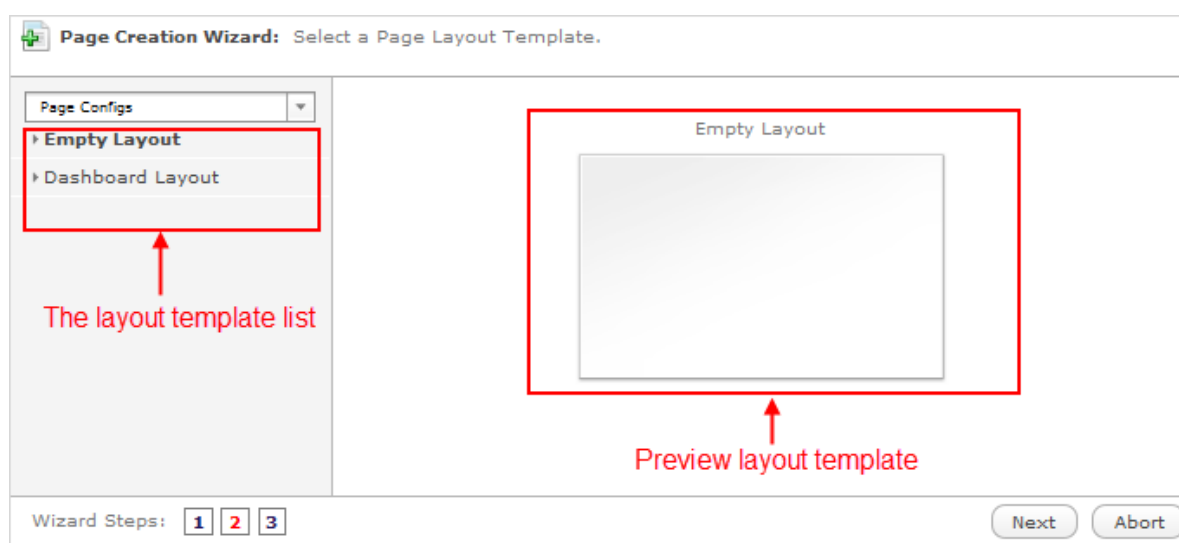 Page Creation Wizard: Select a Page Layout Template.
Page Configs
Empty Layout
Dashboard Layout
The layout template list
Empty Layout
Preview layout template
Wizard Steps: 1 2 3
Next Abort